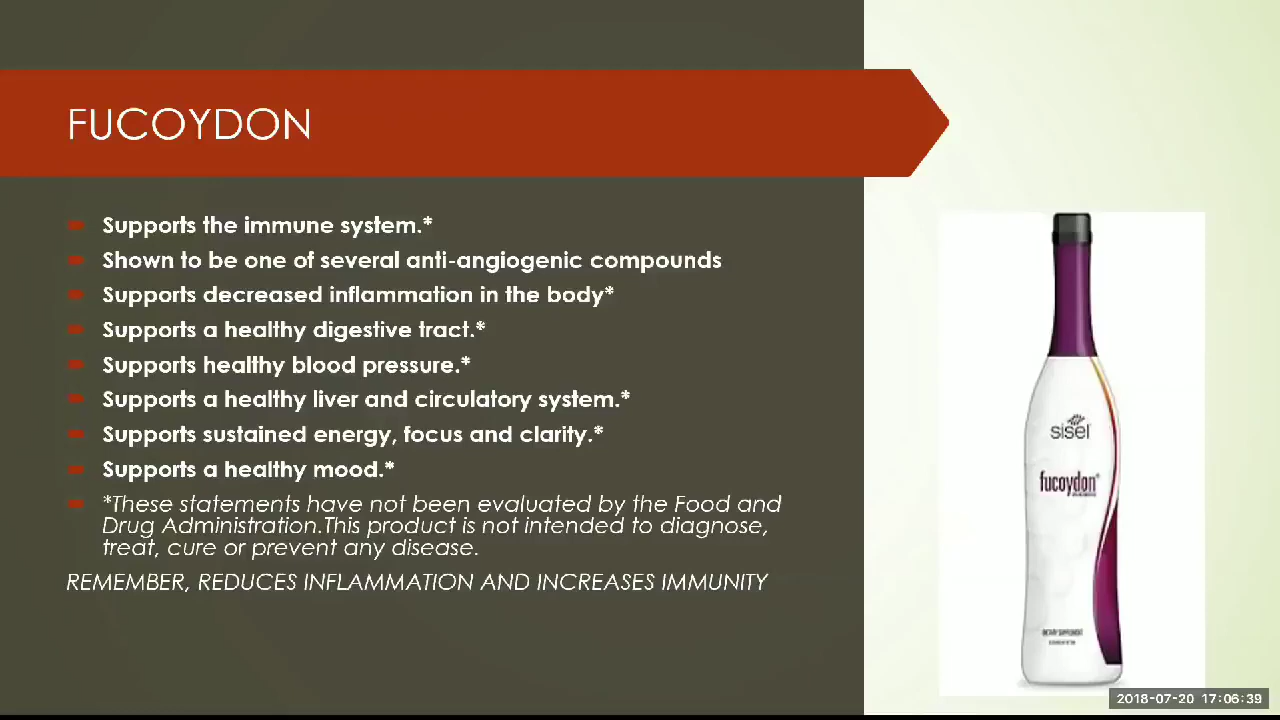 FUCOYDON
Supports the immune system.*
Shown to be one of several anti-angiogenic compounds
Supports decreased inflammation in the body*
Supports a healthy digestive tract.*
Supports healthy blood pressure.*
Supports a healthy liver and circulatory system.*
Supports sustained energy, focus and clarity.*
Supports a healthy mood.*
*These statements have not been evaluated by the Food and
Drug Administration.This product is not intended to diagnose,
treat, cure or prevent any disease.
REMEMBER, REDUCES INFLAMMATION AND INCREASES IMMUNITY
sisel
fucoydon
DIETARY SUPPLEMENT
2018-07-20 17:06:39